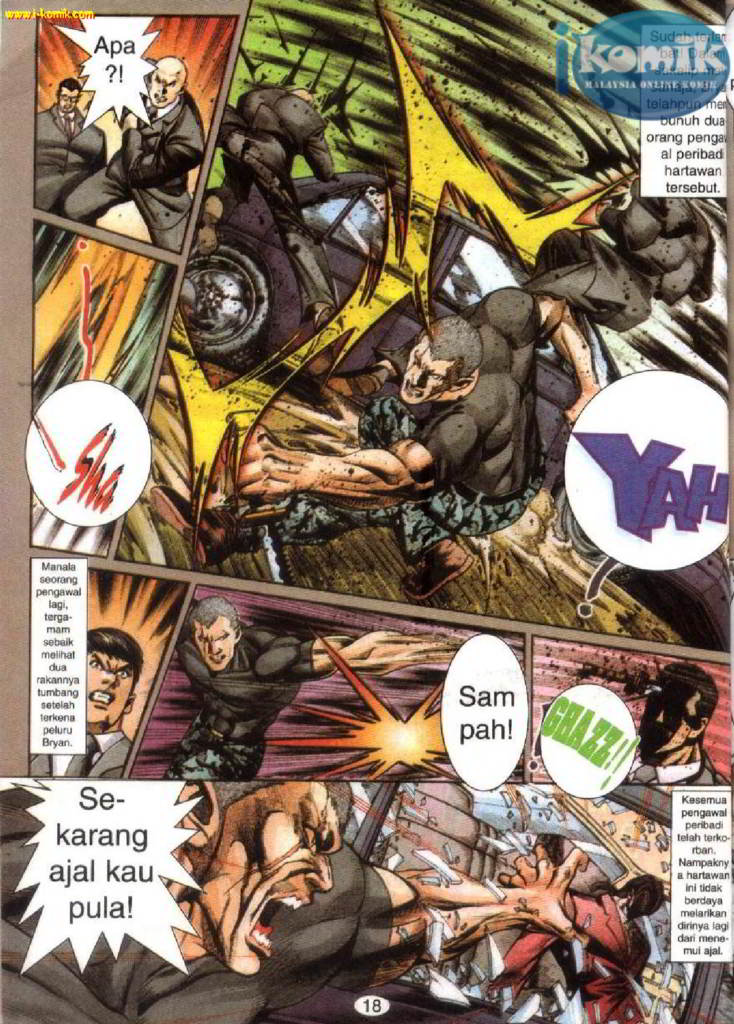 www.i-komik.com
Apa
?!
ikomik
MALAYSIA ONLINE KOMIK
telahpun
bunuh dua
orang penga
al peribadi
hartawan
tersebut.
Sha
YAH
Manala
seorang
pengawal
lagi,
terga-
mam
sebaik
melihat
dua
rakannya
tumbang
setelah
terkena
peluru
Bryan.
Sam
pah!
GHAZZ!!
Se-
karang
ajal kau
pula!
Kesemua
pengawal
peribadi
telah terko-
rban.
Nampakny
a hartawan
ini tidak
berdaya
melarikan
dirinya lagi
dari mene-
mui ajal.
18